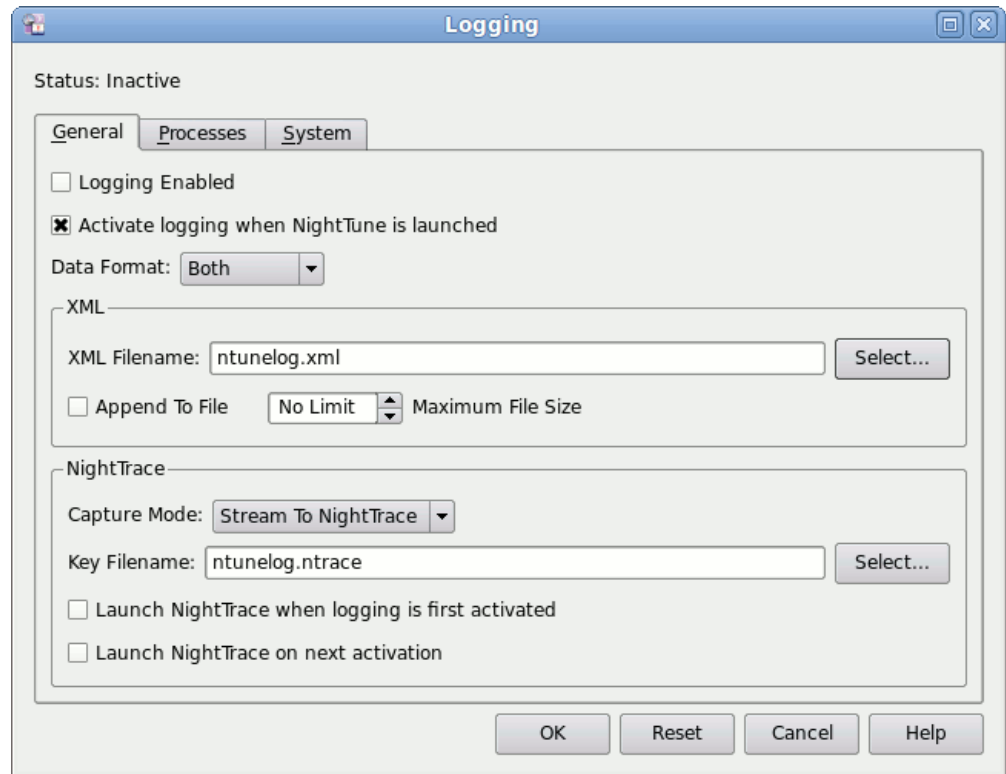 Logging
Status: Inactive
General Processes System
Logging Enabled
Activate logging when NightTune is launched
Data Format: Both
XML
XML Filename: ntunelog.xml Select...
Append To File No Limit Maximum File Size
NightTrace
Capture Mode: Stream To NightTrace
Key Filename: ntunelog.ntrace Select...
Launch NightTrace when logging is first activated
Launch NightTrace on next activation
OK Reset Cancel Help